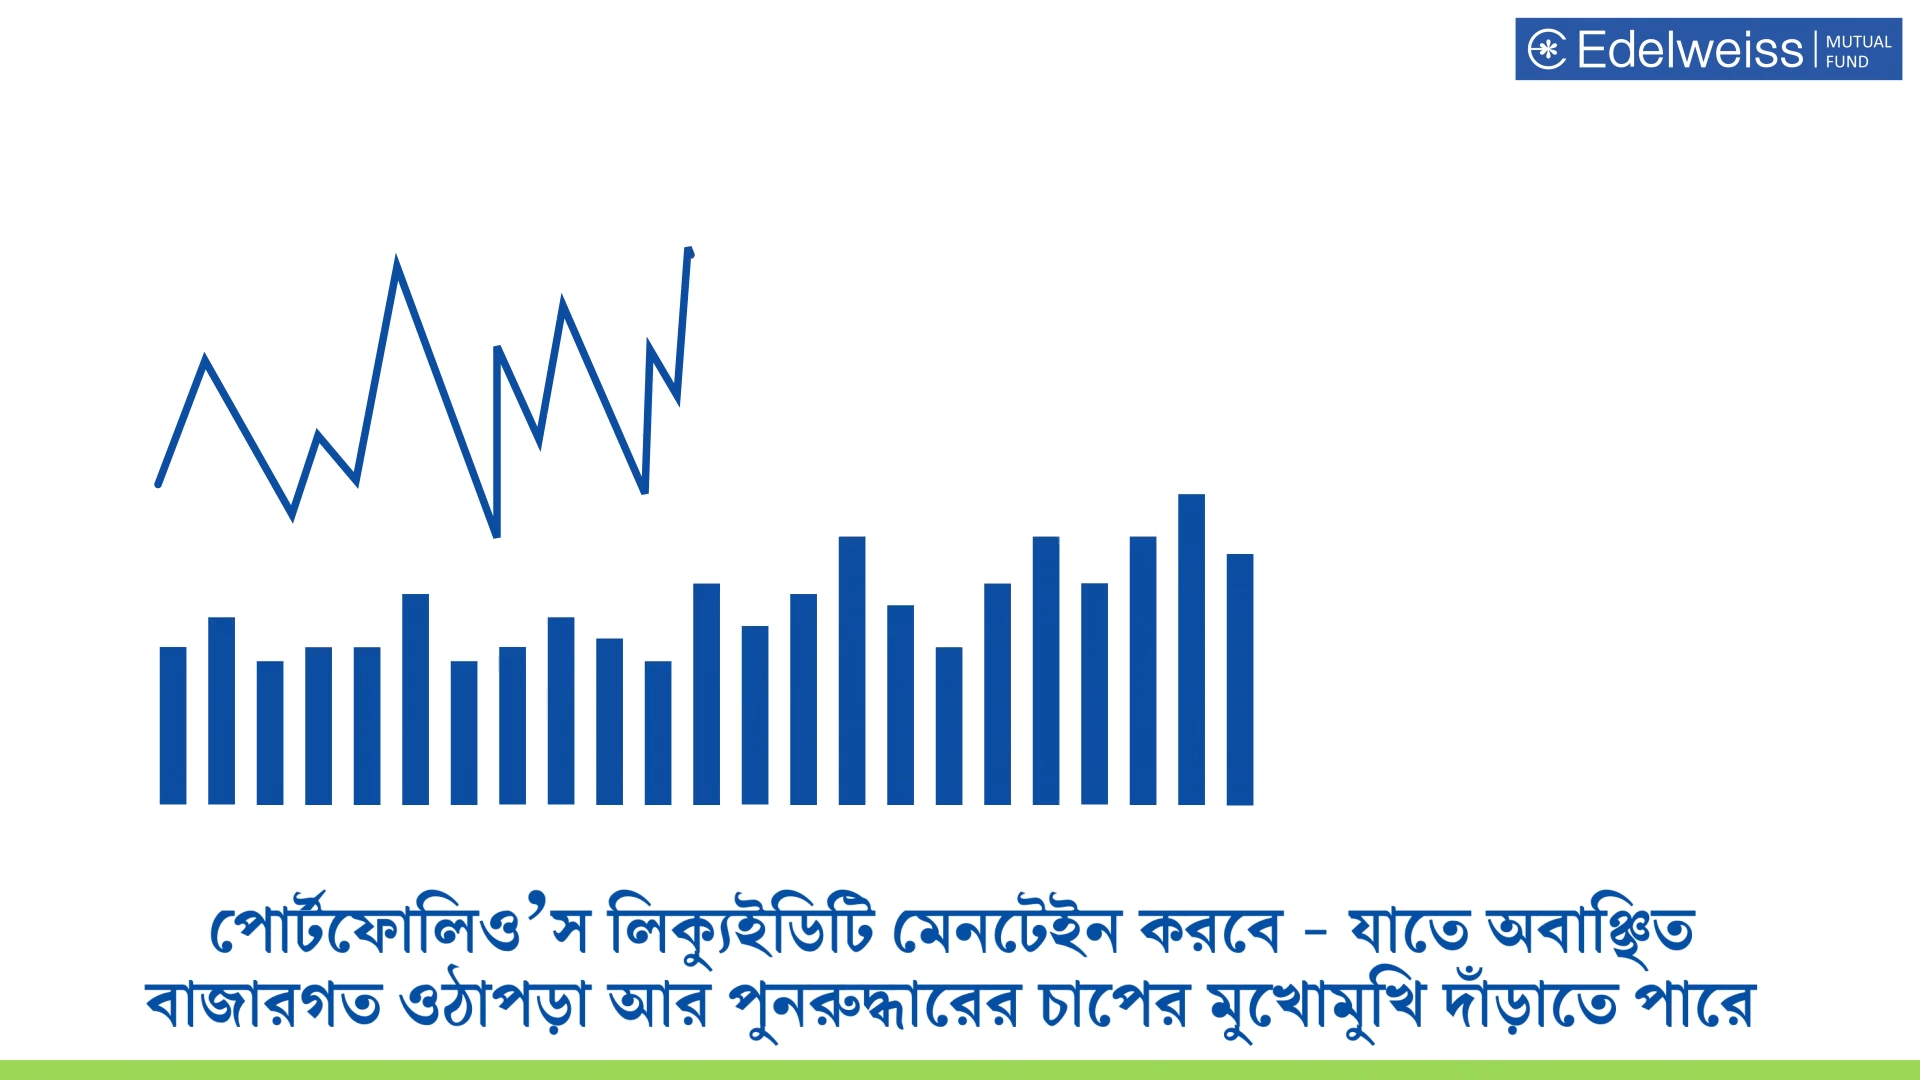 Edelweiss
MUTUAL
FUND
পোর্টফোলিও’স লিক্যুইডিটি মেনটেইন করবে - যাতে অবাঞ্ছিত
বাজারগত ওঠাপড়া আর পুনরুদ্ধারের চাপের মুখোমুখি দাঁড়াতে পারে